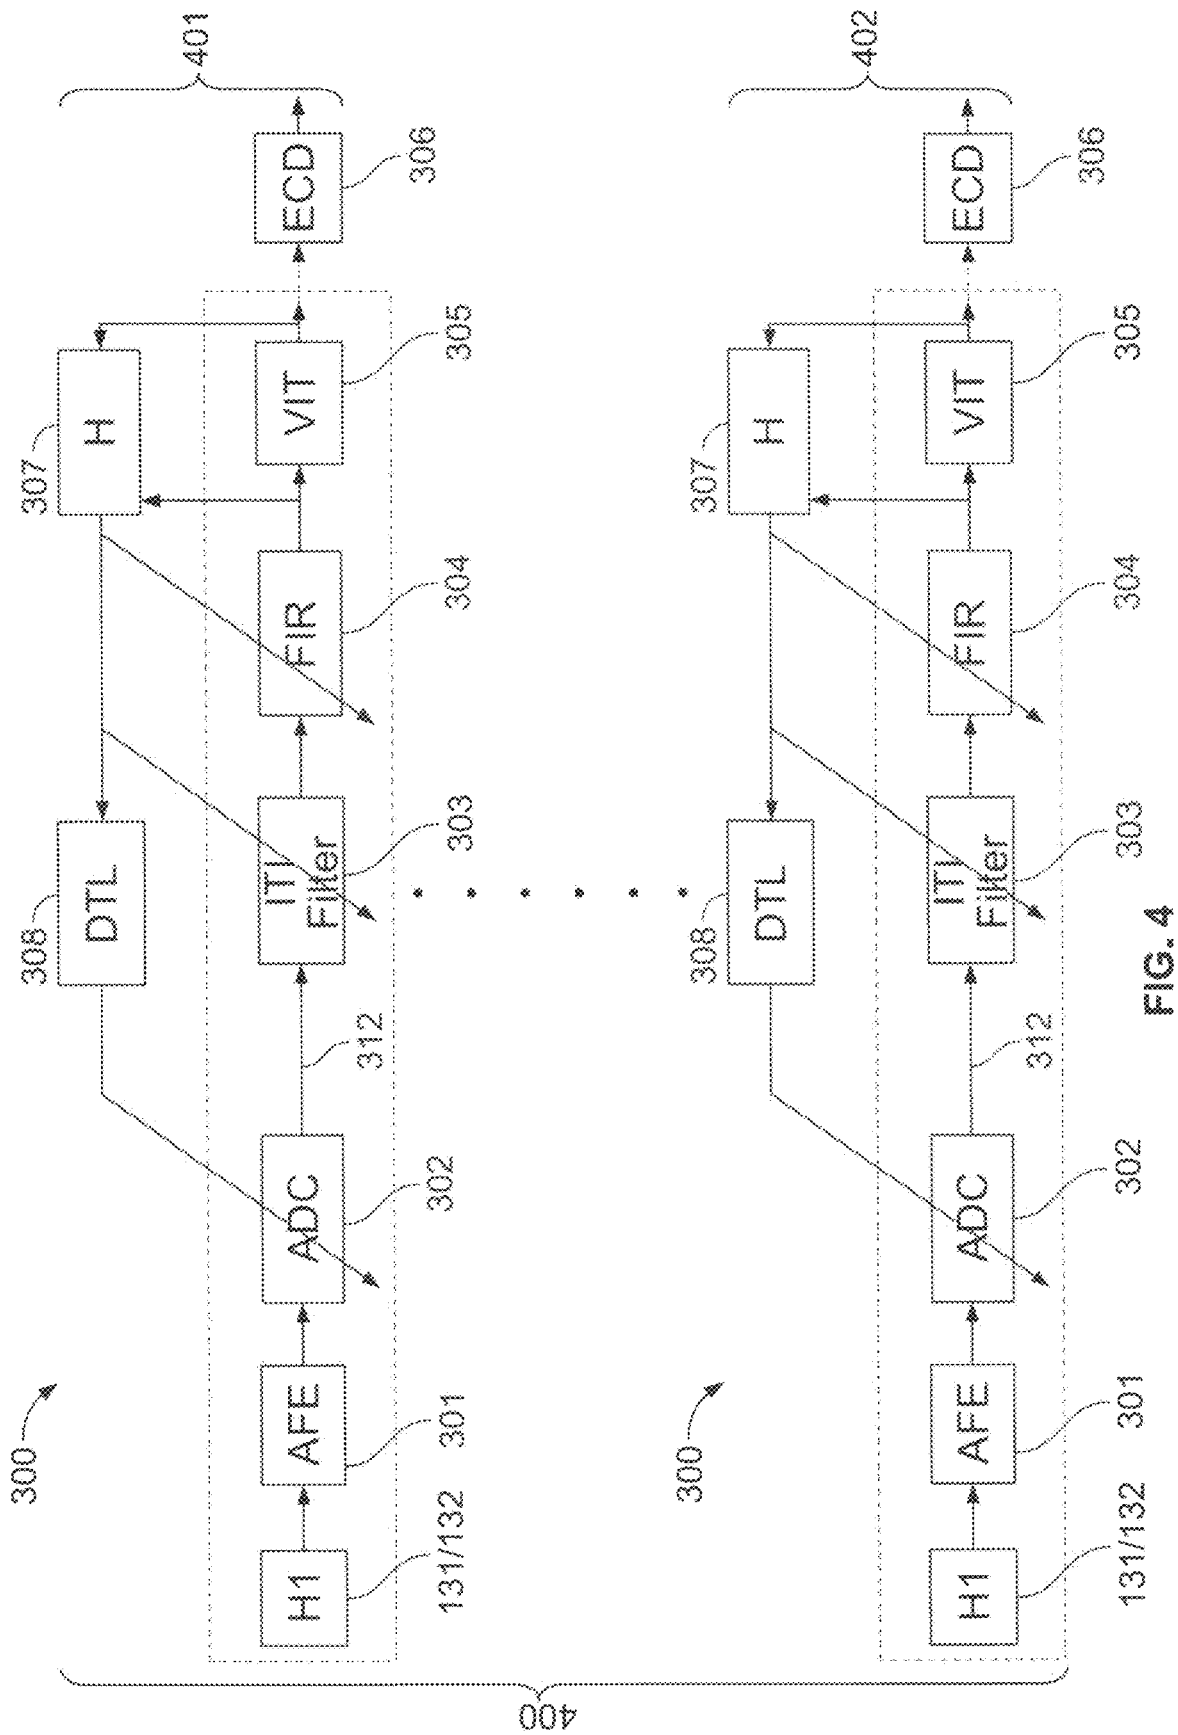 300
401
307
308
H
DTL
H1
AFE
ADC
ITI
Filter
FIR
VIT
ECD
131/132
301
302
312
303
304
305
306
300
402
307
308
H
DTL
H1
AFE
ADC
ITI
Filter
FIR
VIT
ECD
131/132
301
302
312
303
304
305
306
400
FIG. 4